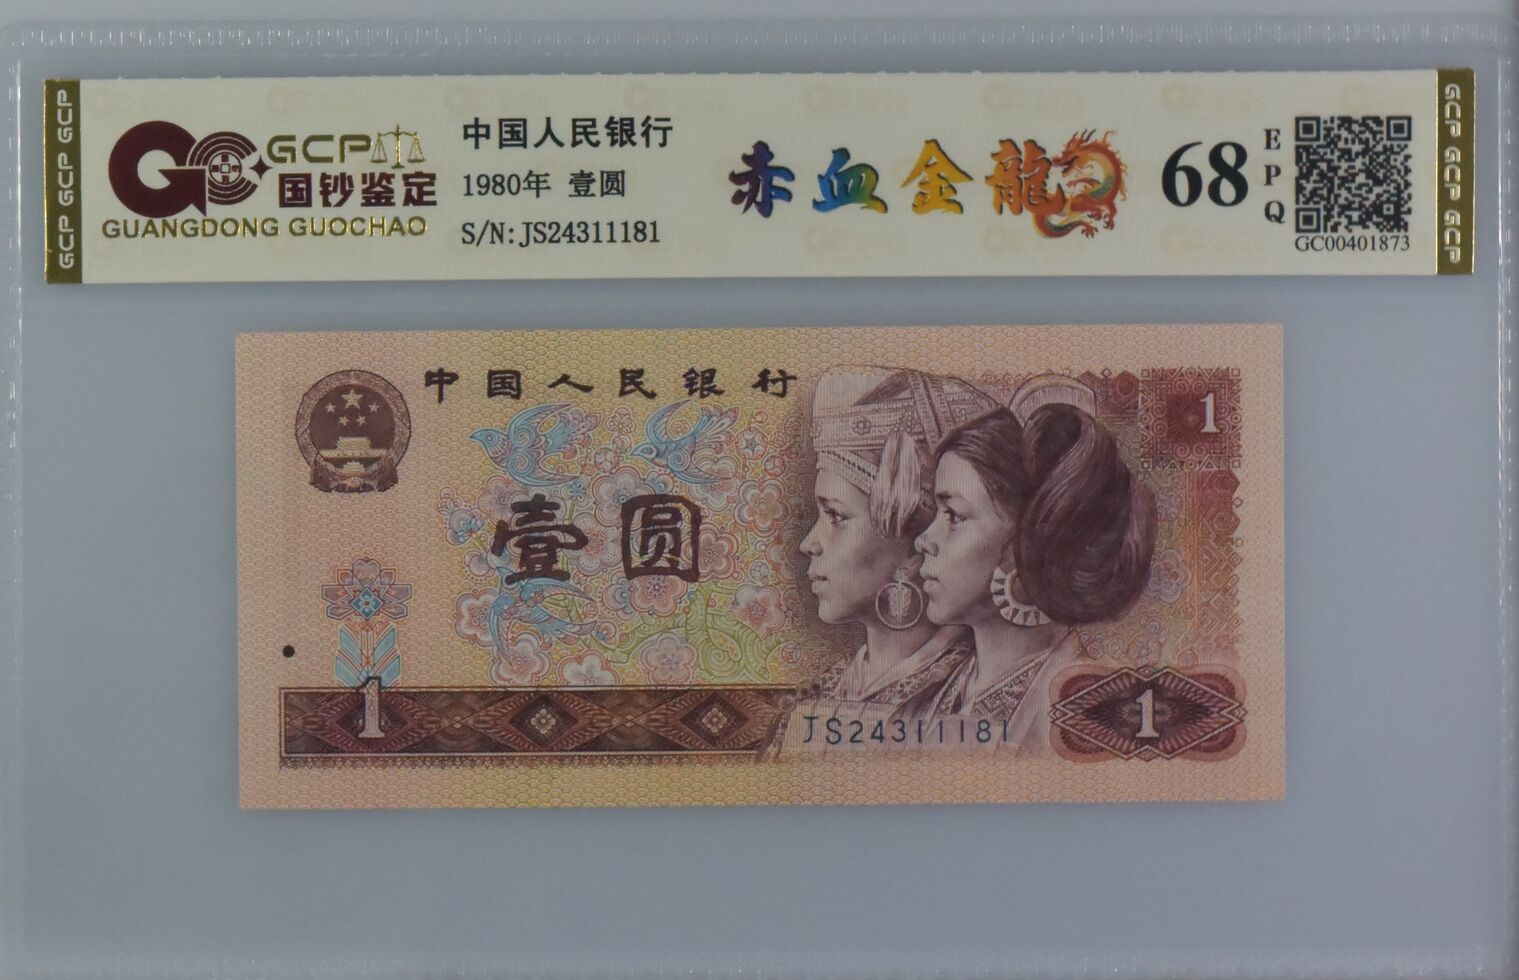 GCP GCP GCP
GCP
国钞鉴定
GUANGDONG GUOCHAO
中国人民银行
1980年 壹圆
S/N:JS24311181
赤血金龍
68
EPQ
GC00401873
GCP GCP GCP
中国人民银行
1
壹圆
1
JS24311181
1